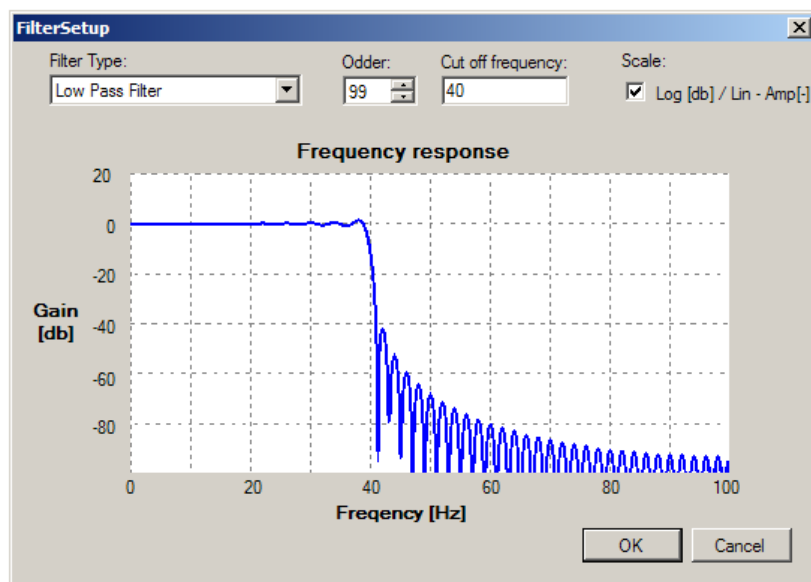 FilterSetup
Filter Type:
Odder:
Cut off frequency:
Scale:
Low Pass Filter
99
40
Log [db] / Lin - Amp[-]
Frequency response
20
0
-20
-40
-60
-80
Gain
[db]
0 20 40 60 80 100
Freqency [Hz]
OK
Cancel